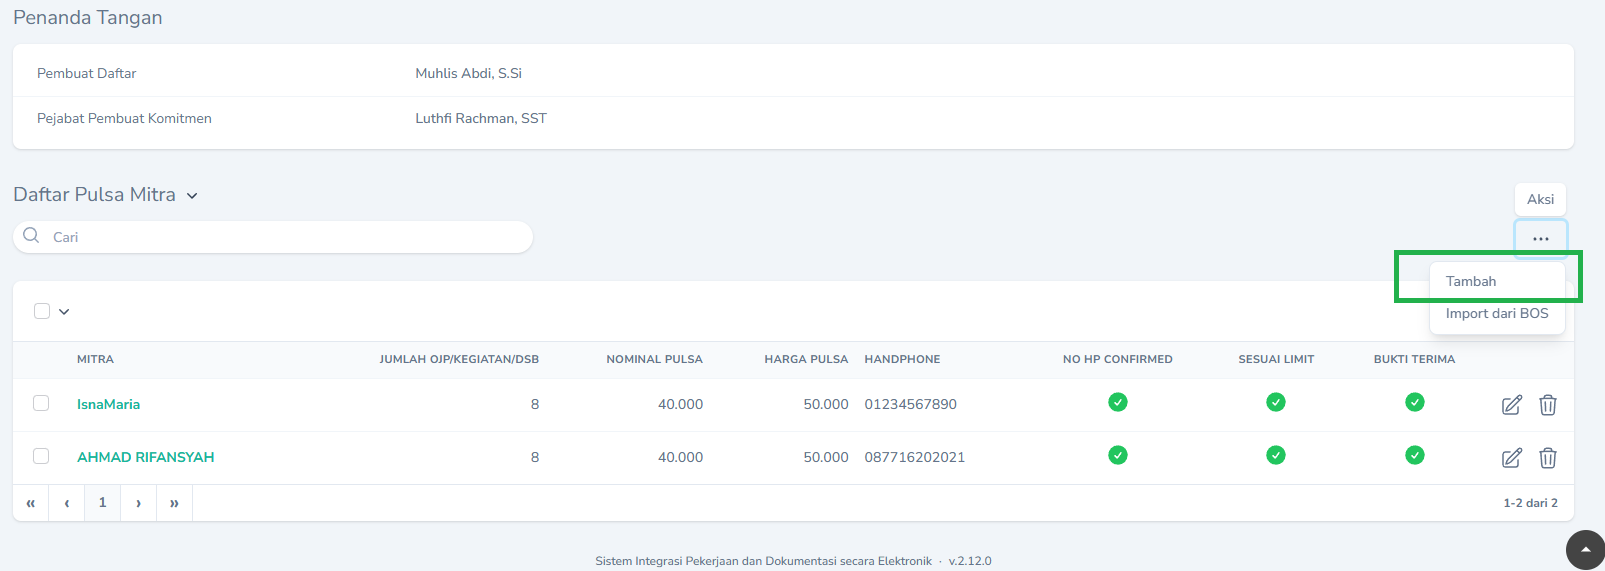 Penanda Tangan
Pembuat Daftar Muhlis Abdi, S.Si
Pejabat Pembuat Komitmen Luthfi Rachman, SST
Daftar Pulsa Mitra
Aksi
Cari
...
Tambah
Import dari BOS
MITRA JUMLAH OJP/KEGIATAN/DSB NOMINAL PULSA HARGA PULSA HANDPHONE NO HP CONFIRMED SESUAI LIMIT BUKTI TERIMA
IsnaMaria 8 40.000 50.000 01234567890
AHMAD RIFANSYAH 8 40.000 50.000 087716202021
« ‹ 1 › » 1-2 dari 2
Sistem Integrasi Pekerjaan dan Dokumentasi secara Elektronik · v.2.12.0